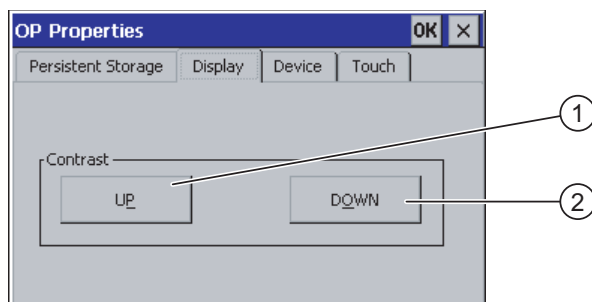 OP Properties OK ×
Persistent Storage Display Device Touch
1
Contrast
UP DOWN
2